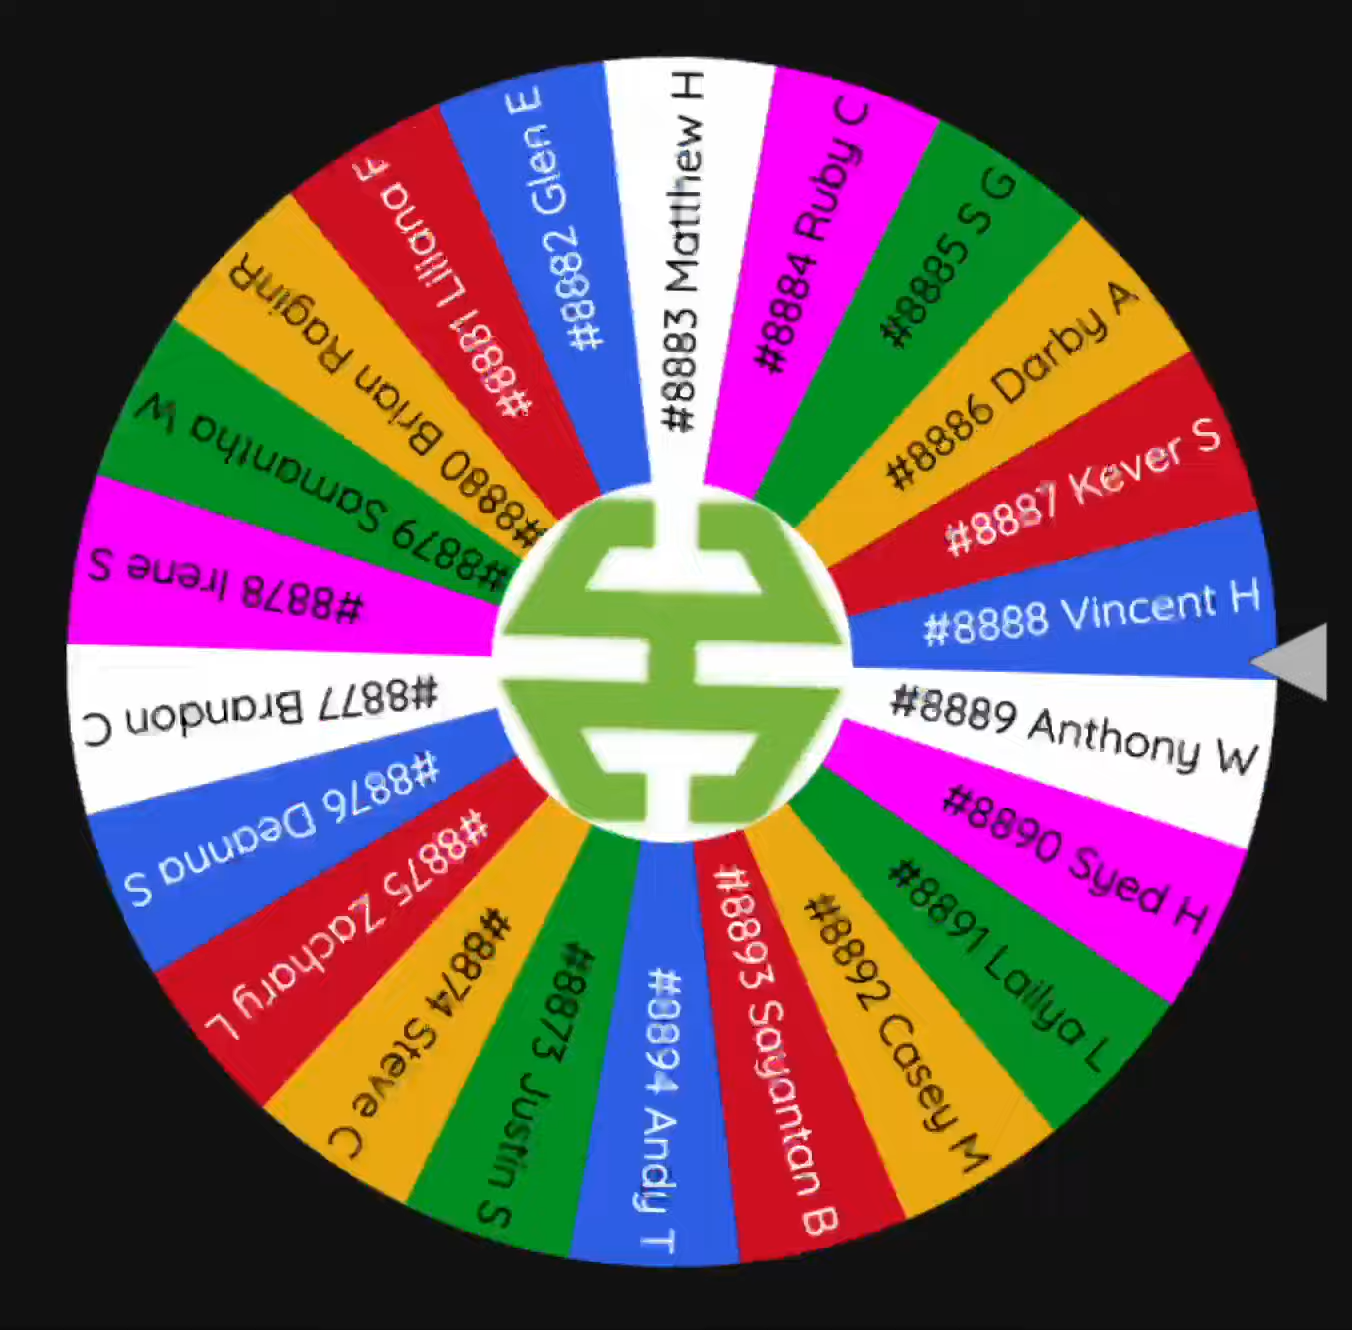 #8873 Justin S
#8874 Steve C
#8875 Zachary L
#8876 Deanna S
#8877 Brandon C
#8878 Irene S
#8879 Samantha W
#8880 Brian RaginR
#8881 Liliana F
#8882 Glen E
#8883 Matthew H
#8884 Ruby C
#8885 S G
#8886 Darby A
#8887 Kever S
#8888 Vincent H
#8889 Anthony W
#8890 Syed H
#8891 Lailya L
#8892 Casey M
#8893 Sayantan B
#8894 Andy T